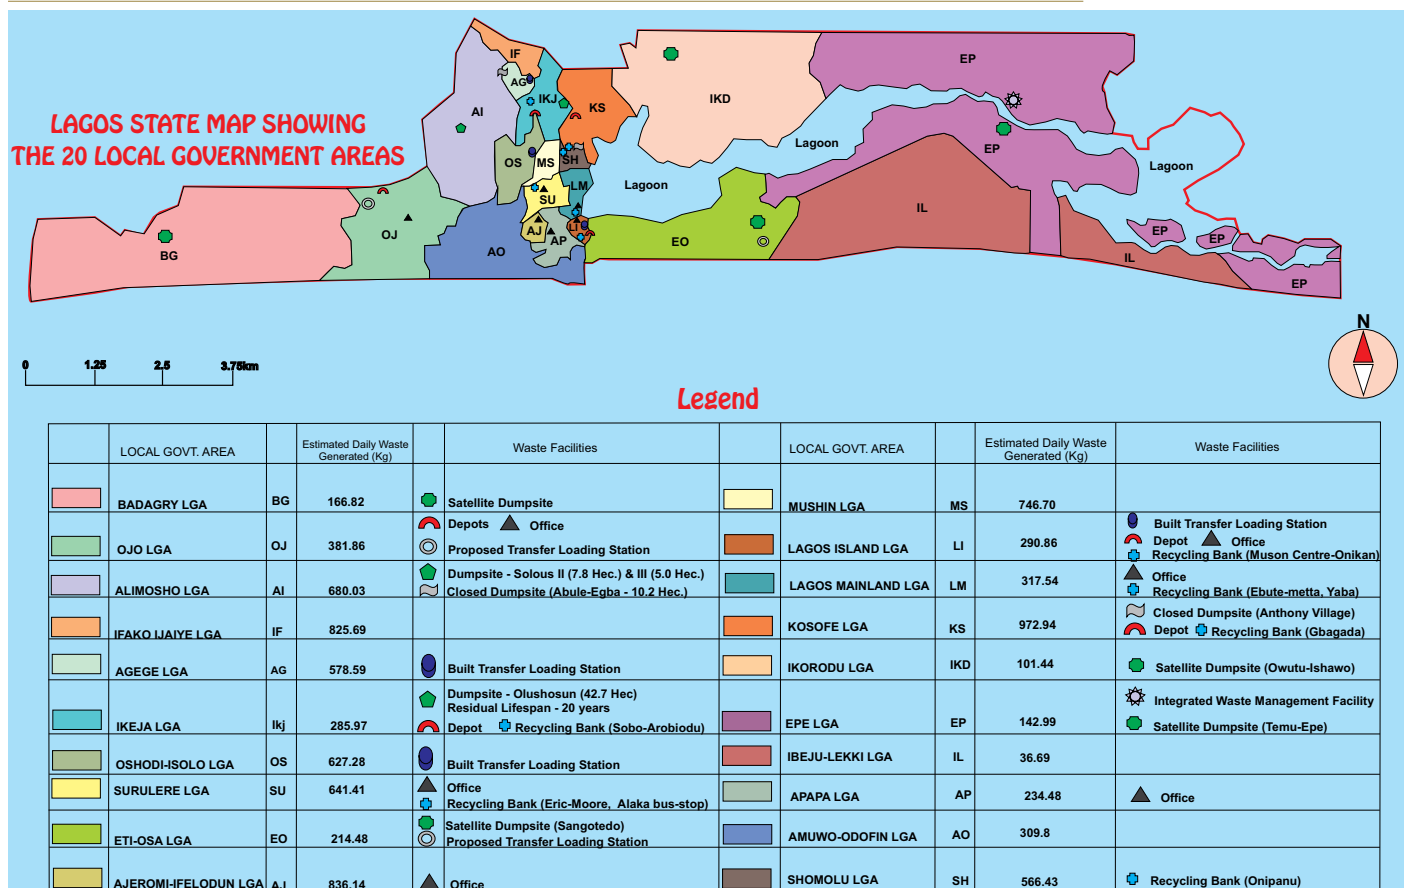 LAGOS STATE MAP SHOWING
THE 20 LOCAL GOVERNMENT AREAS
IF
AG
AI
IKJ
KS
IKD
EP
Lagoon
EP
Lagoon
OS
MS
SH
Lagoon
LM
SU
IL
OJ
AJ
AP
LI
EO
BG
AO
EP
EP
IL
EP
0 1.25 2.5 3.75km
N
Legend
LOCAL GOVT. AREA
Estimated Daily Waste
Generated (Kg)
Waste Facilities
LOCAL GOVT. AREA
Estimated Daily Waste
Generated (Kg)
Waste Facilities
BADAGRY LGA BG 166.82 Satellite Dumpsite
OJO LGA OJ 381.86
Depots Office
Proposed Transfer Loading Station
ALIMOSHO LGA AI 680.03
Dumpsite - Solous II (7.8 Hec.) & III (5.0 Hec.)
Closed Dumpsite (Abule-Egba - 10.2 Hec.)
IFAKO IJAIYE LGA IF 825.69
AGEGE LGA AG 578.59 Built Transfer Loading Station
IKEJA LGA Ikj 285.97
Dumpsite - Olushosun (42.7 Hec)
Residual Lifespan - 20 years
Depot Recycling Bank (Sobo-Arobiodu)
OSHODI-ISOLO LGA OS 627.28 Built Transfer Loading Station
SURULERE LGA SU 641.41
Office
Recycling Bank (Eric-Moore, Alaka bus-stop)
ETI-OSA LGA EO 214.48
Satellite Dumpsite (Sangotedo)
Proposed Transfer Loading Station
AJEROMI-IFELODUN LGA AJ 836.14 Office
MUSHIN LGA MS 746.70
LAGOS ISLAND LGA LI 290.86
Built Transfer Loading Station
Depot Office
Recycling Bank (Muson Centre-Onikan)
LAGOS MAINLAND LGA LM 317.54
Office
Recycling Bank (Ebute-metta, Yaba)
KOSOFE LGA KS 972.94
Closed Dumpsite (Anthony Village)
Depot Recycling Bank (Gbagada)
IKORODU LGA IKD 101.44 Satellite Dumpsite (Owutu-Ishawo)
EPE LGA EP 142.99
Integrated Waste Management Facility
Satellite Dumpsite (Temu-Epe)
IBEJU-LEKKI LGA IL 36.69
APAPA LGA AP 234.48 Office
AMUWO-ODOFIN LGA AO 309.8
SHOMOLU LGA SH 566.43 Recycling Bank (Onipanu)